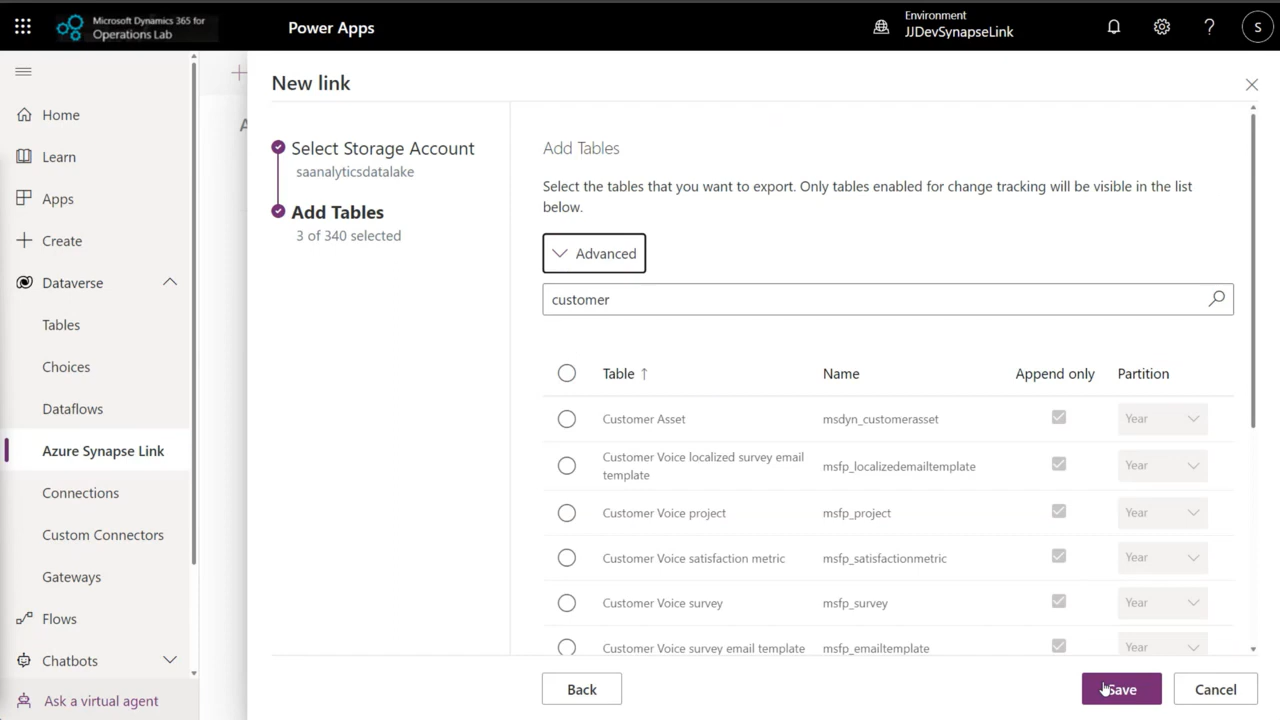 Microsoft Dynamics 365 for
Operations Lab
Power Apps
Environment
JJDevSynapseLink
?
S
Home
Learn
Apps
Create
Dataverse
Tables
Choices
Dataflows
Azure Synapse Link
Connections
Custom Connectors
Gateways
Flows
Chatbots
Ask a virtual agent
New link
Select Storage Account
saanalyticsdatalake
Add Tables
3 of 340 selected
Add Tables
Select the tables that you want to export. Only tables enabled for change tracking will be visible in the list
below.
Advanced
customer
Table ↑ Name Append only Partition
Customer Asset msdyn_customerasset Year
Customer Voice localized survey email
template msfp_localizedemailtemplate Year
Customer Voice project msfp_project Year
Customer Voice satisfaction metric msfp_satisfactionmetric Year
Customer Voice survey msfp_survey Year
Customer Voice survey email template msfp_emailtemplate Year
Back
Save
Cancel